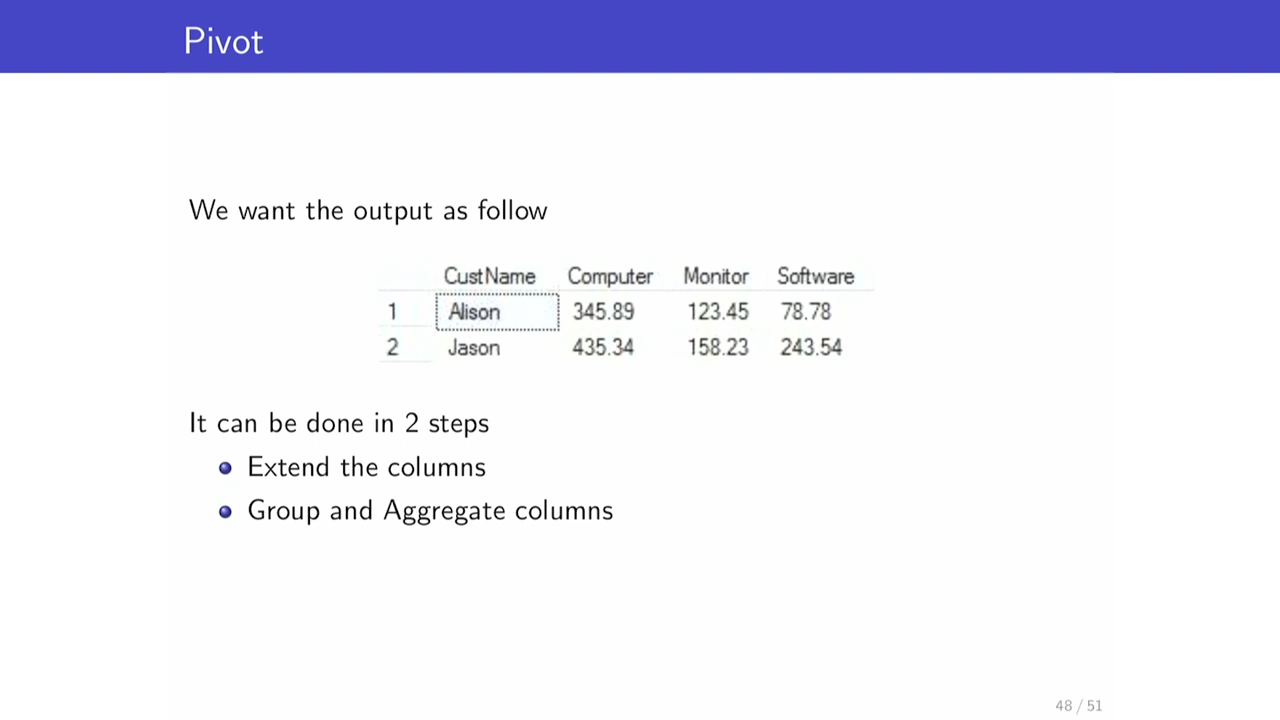 Pivot
We want the output as follow
CustName Computer Monitor Software
1 Alison 345.89 123.45 78.78
2 Jason 435.34 158.23 243.54
It can be done in 2 steps
Extend the columns
Group and Aggregate columns
48 / 51